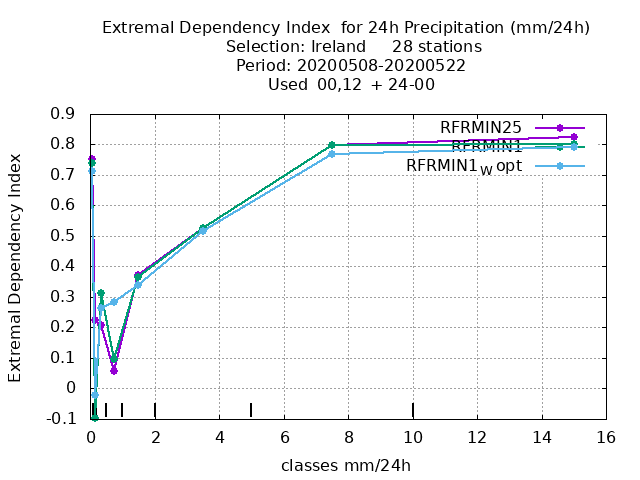 Extremal Dependency Index for 24h Precipitation (mm/24h)
Selection: Ireland 28 stations
Period: 20200508-20200522
Used 00,12 + 24-00
0.9
0.8
0.7
0.6
0.5
0.4
0.3
0.2
0.1
0
-0.1
Extremal Dependency Index
RFRMIN25
RFRMIN1
RFRMIN1w opt
0 2 4 6 8 10 12 14 16
classes mm/24h